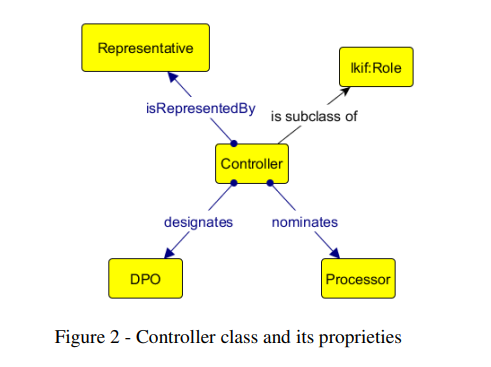 Representative
lkif:Role
isRepresentedBy
is subclass of
Controller
designates
nominates
DPO
Processor
Figure 2 - Controller class and its proprieties